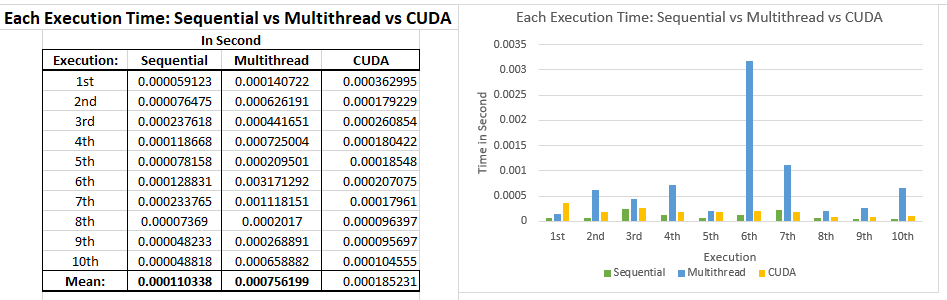 Each Execution Time: Sequential vs Multithread vs CUDA
In Second
Execution: Sequential Multithread CUDA
1st 0.000059123 0.000140722 0.000362995
2nd 0.000076475 0.000626191 0.000179229
3rd 0.000237618 0.000441651 0.000260854
4th 0.000118668 0.000725004 0.000180422
5th 0.000078158 0.000209501 0.00018548
6th 0.000128831 0.003171292 0.000207075
7th 0.000233765 0.001118151 0.00017961
8th 0.00007369 0.0002017 0.000096397
9th 0.000048233 0.000268891 0.000095697
10th 0.000048818 0.000658882 0.000104555
Mean: 0.000110338 0.000756199 0.000185231
Each Execution Time: Sequential vs Multithread vs CUDA
Time in Second
0.0035
0.003
0.0025
0.002
0.0015
0.001
0.0005
0
1st 2nd 3rd 4th 5th 6th 7th 8th 9th 10th
Execution
Sequential Multithread CUDA